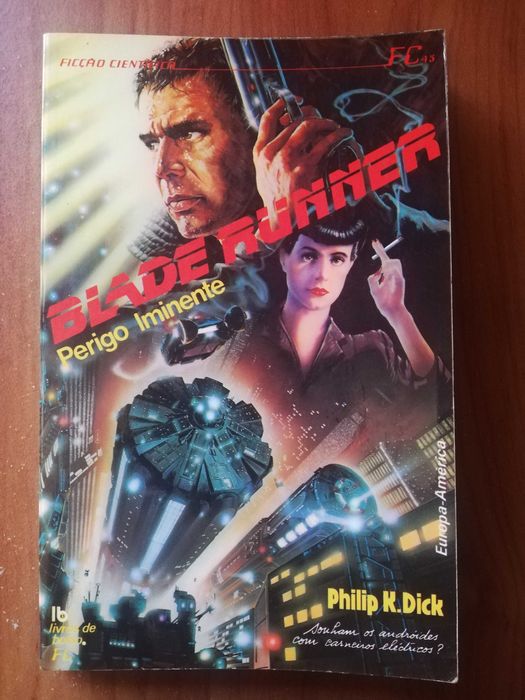 FICÇÃO CIENTÍFICA
FC 43
BLADE RUNNER
Perigo Iminente
Europa-América
Philip K. Dick
sonham os andróides
com carneiros eléctricos?
lb
livros de
bolso
FC